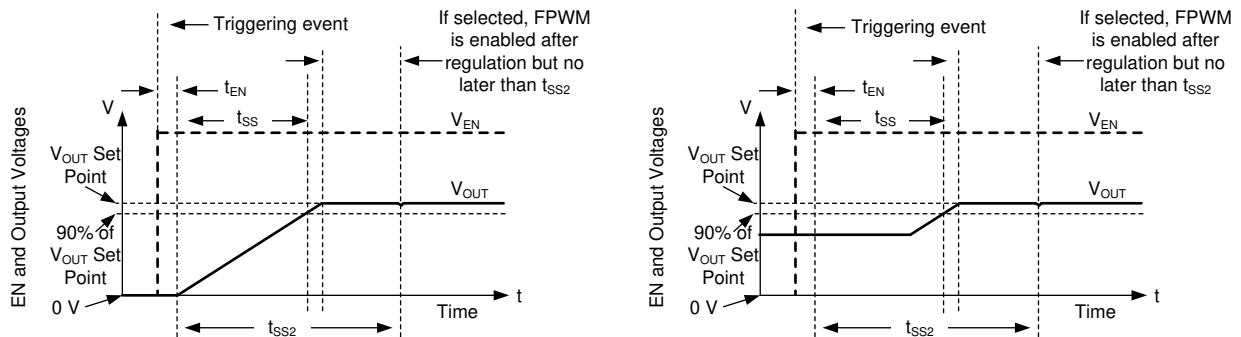 Triggering event
If selected, FPWM
is enabled after
regulation but no
later than tSS2
tEN
tSS
V
VEN
VOUT Set
Point
VOUT
90% of
VOUT Set
Point
0 V
t
Time
tSS2
EN and Output Voltages
Triggering event
If selected, FPWM
is enabled after
regulation but no
later than tSS2
tEN
tSS
V
VEN
VOUT Set
Point
VOUT
90% of
VOUT Set
Point
0 V
t
Time
tSS2
EN and Output Voltages